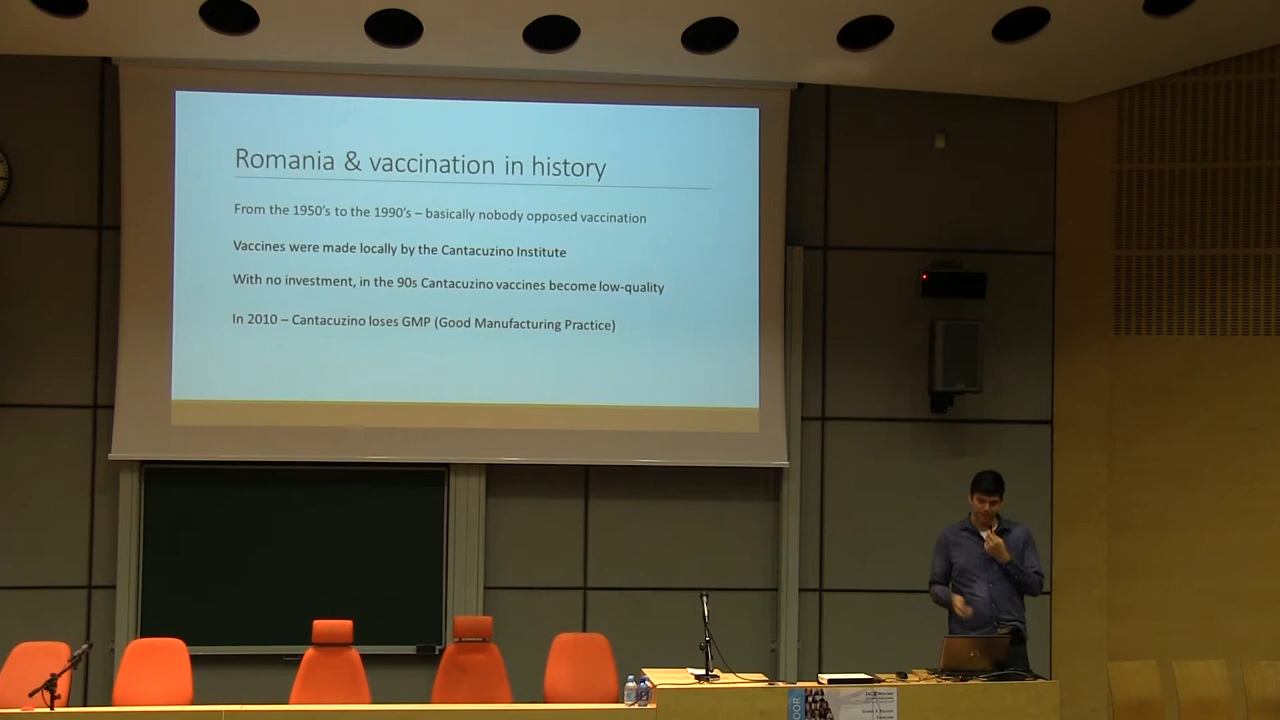 Romania & vaccination in history
From the 1950's to the 1990's – basically nobody opposed vaccination
Vaccines were made locally by the Cantacuzino Institute
With no investment, in the 90s Cantacuzino vaccines become low-quality
In 2010 – Cantacuzino loses GMP (Good Manufacturing Practice)